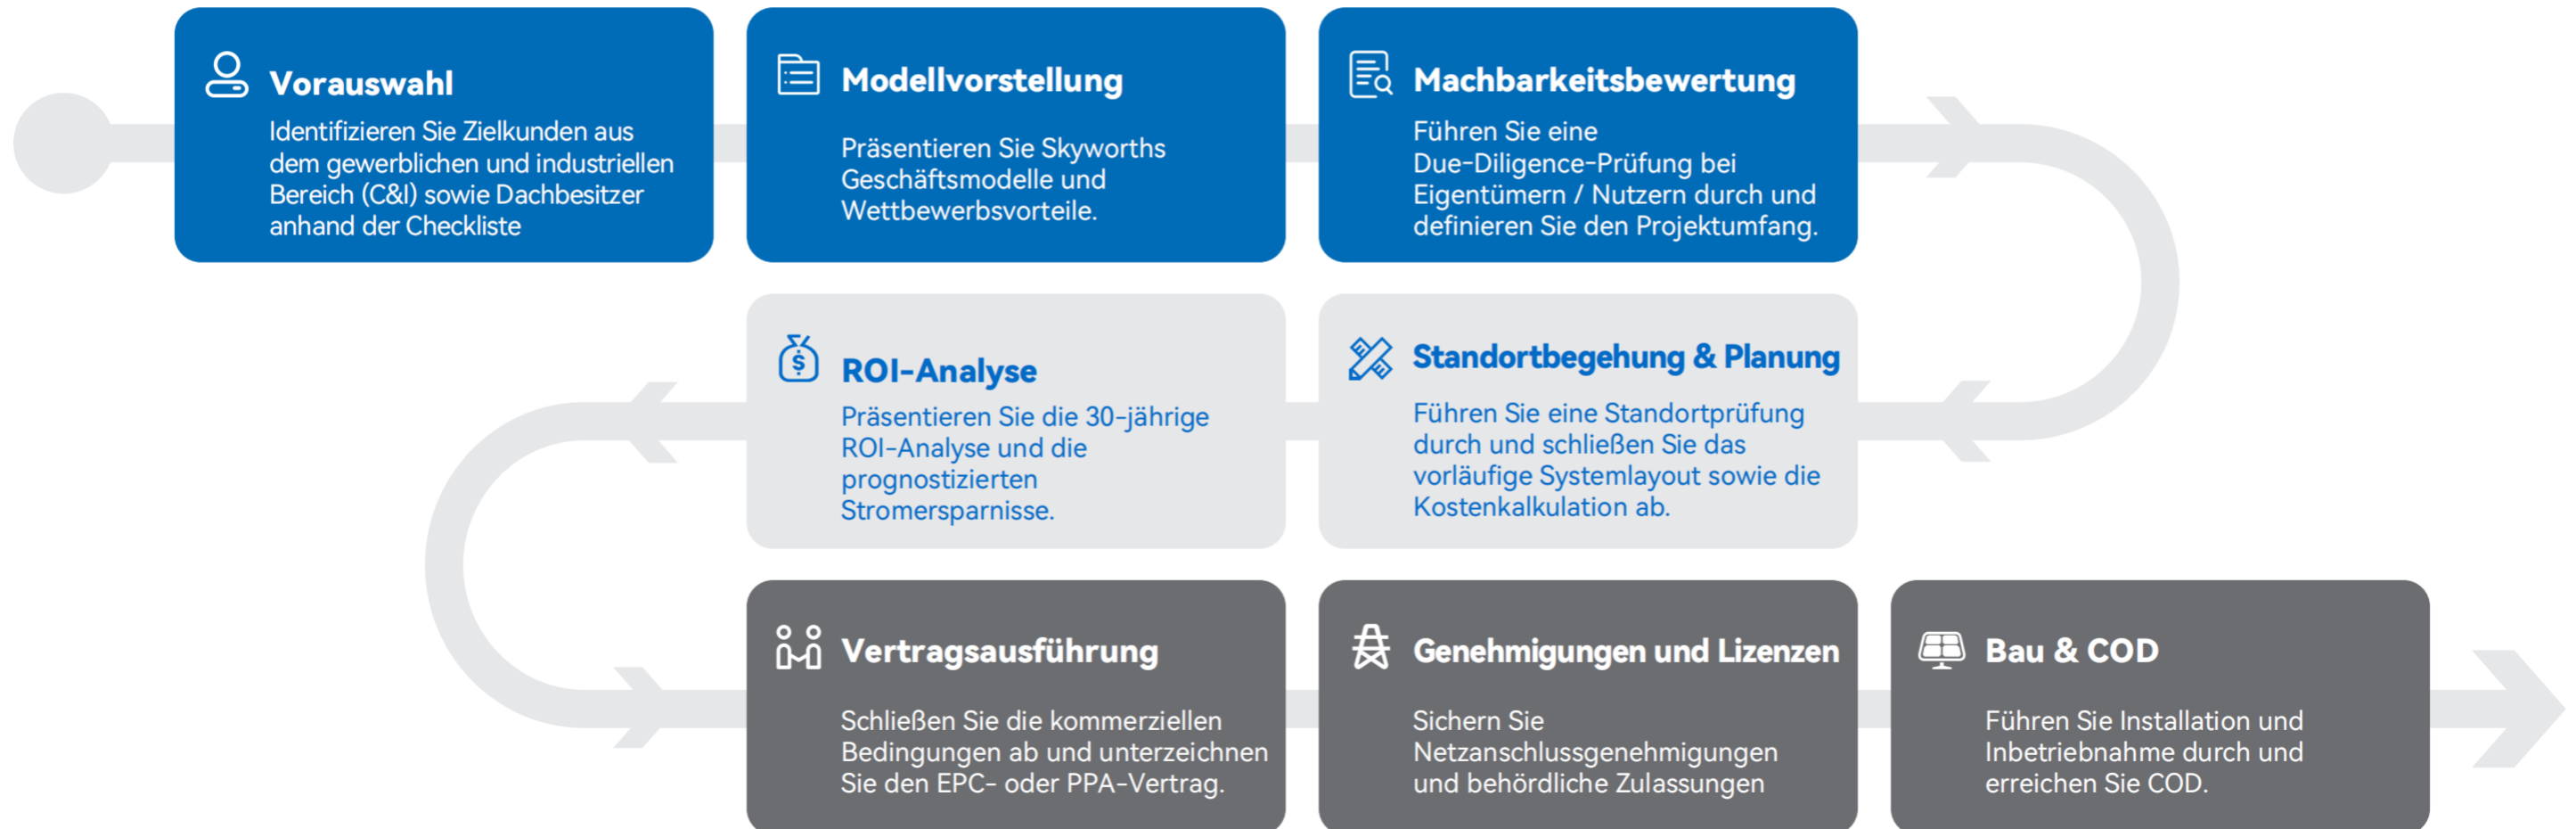 Vorauswahl
Identifizieren Sie Zielkunden aus
dem gewerblichen und industriellen
Bereich (C&I) sowie Dachbesitzer
anhand der Checkliste
Modellvorstellung
Präsentieren Sie Skyworths
Geschäftsmodelle und
Wettbewerbsvorteile.
Machbarkeitsbewertung
Führen Sie eine
Due-Diligence-Prüfung bei
Eigentümern / Nutzern durch und
definieren Sie den Projektumfang.
Standortbegehung & Planung
Führen Sie eine Standortprüfung
durch und schließen Sie das
vorläufige Systemlayout sowie die
Kostenkalkulation ab.
ROI-Analyse
Präsentieren Sie die 30-jährige
ROI-Analyse und die
prognostizierten
Stromersparnisse.
Vertragsausführung
Schließen Sie die kommerziellen
Bedingungen ab und unterzeichnen
Sie den EPC- oder PPA-Vertrag.
Genehmigungen und Lizenzen
Sichern Sie
Netzanschlussgenehmigungen
und behördliche Zulassungen
Bau & COD
Führen Sie Installation und
Inbetriebnahme durch und
erreichen Sie COD.